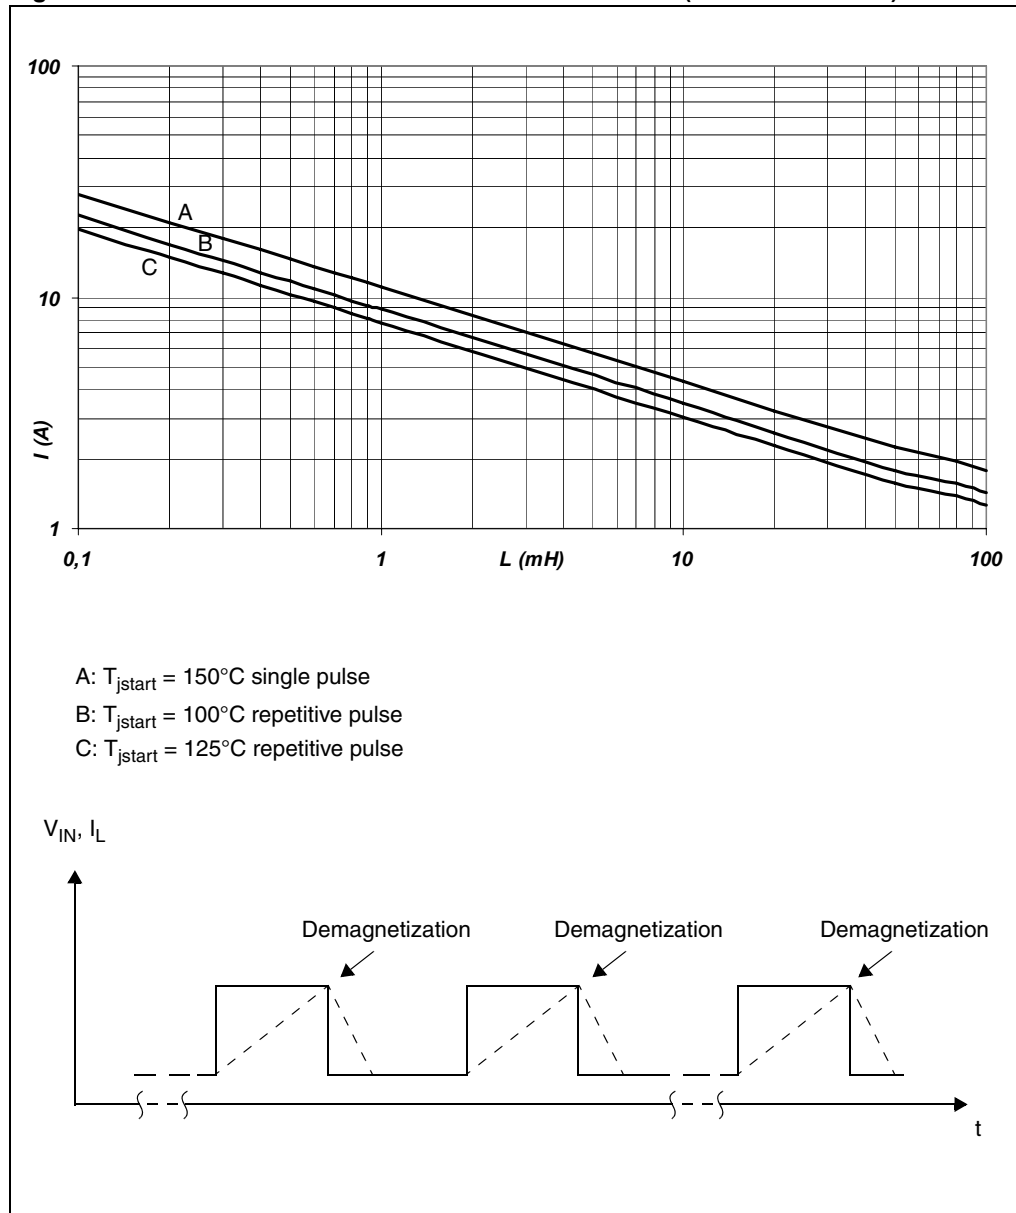 100
A
B
C
10
I (A)
1
0,1
1
L (mH)
10
100
A: Tjstart = 150°C single pulse
B: Tjstart = 100°C repetitive pulse
C: Tjstart = 125°C repetitive pulse
VIN, IL
Demagnetization
Demagnetization
Demagnetization
t